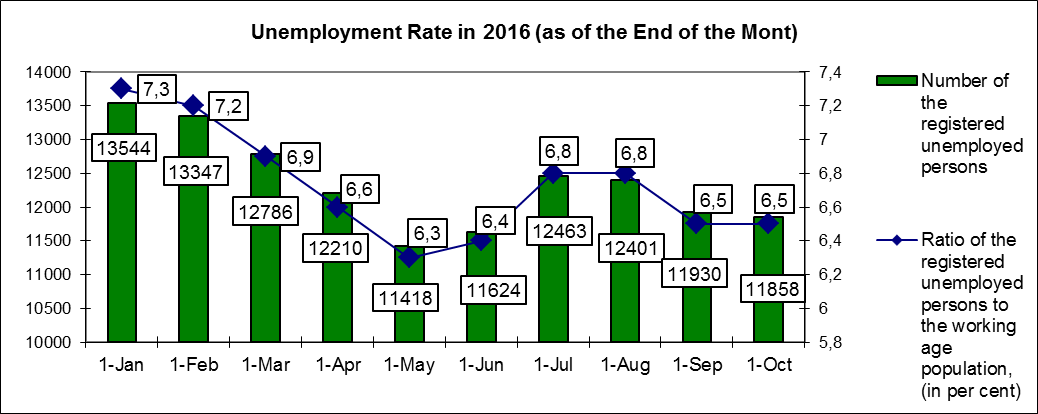 Unemployment Rate in 2016 (as of the End of the Mont)
14000
13500
13000
12500
12000
11500
11000
10500
10000
7,4
7,2
7
6,8
6,6
6,4
6,2
6
5,8
7,3
7,2
6,9
6,6
6,3
6,4
6,8
6,8
6,5
6,5
13544
13347
12786
12210
11418
11624
12463
12401
11930
11858
1-Jan
1-Feb
1-Mar
1-Apr
1-May
1-Jun
1-Jul
1-Aug
1-Sep
1-Oct
Number of
the
registered
unemployed
persons
Ratio of the
registered
unemployed
persons to
the working
age
population,
(in per cent)